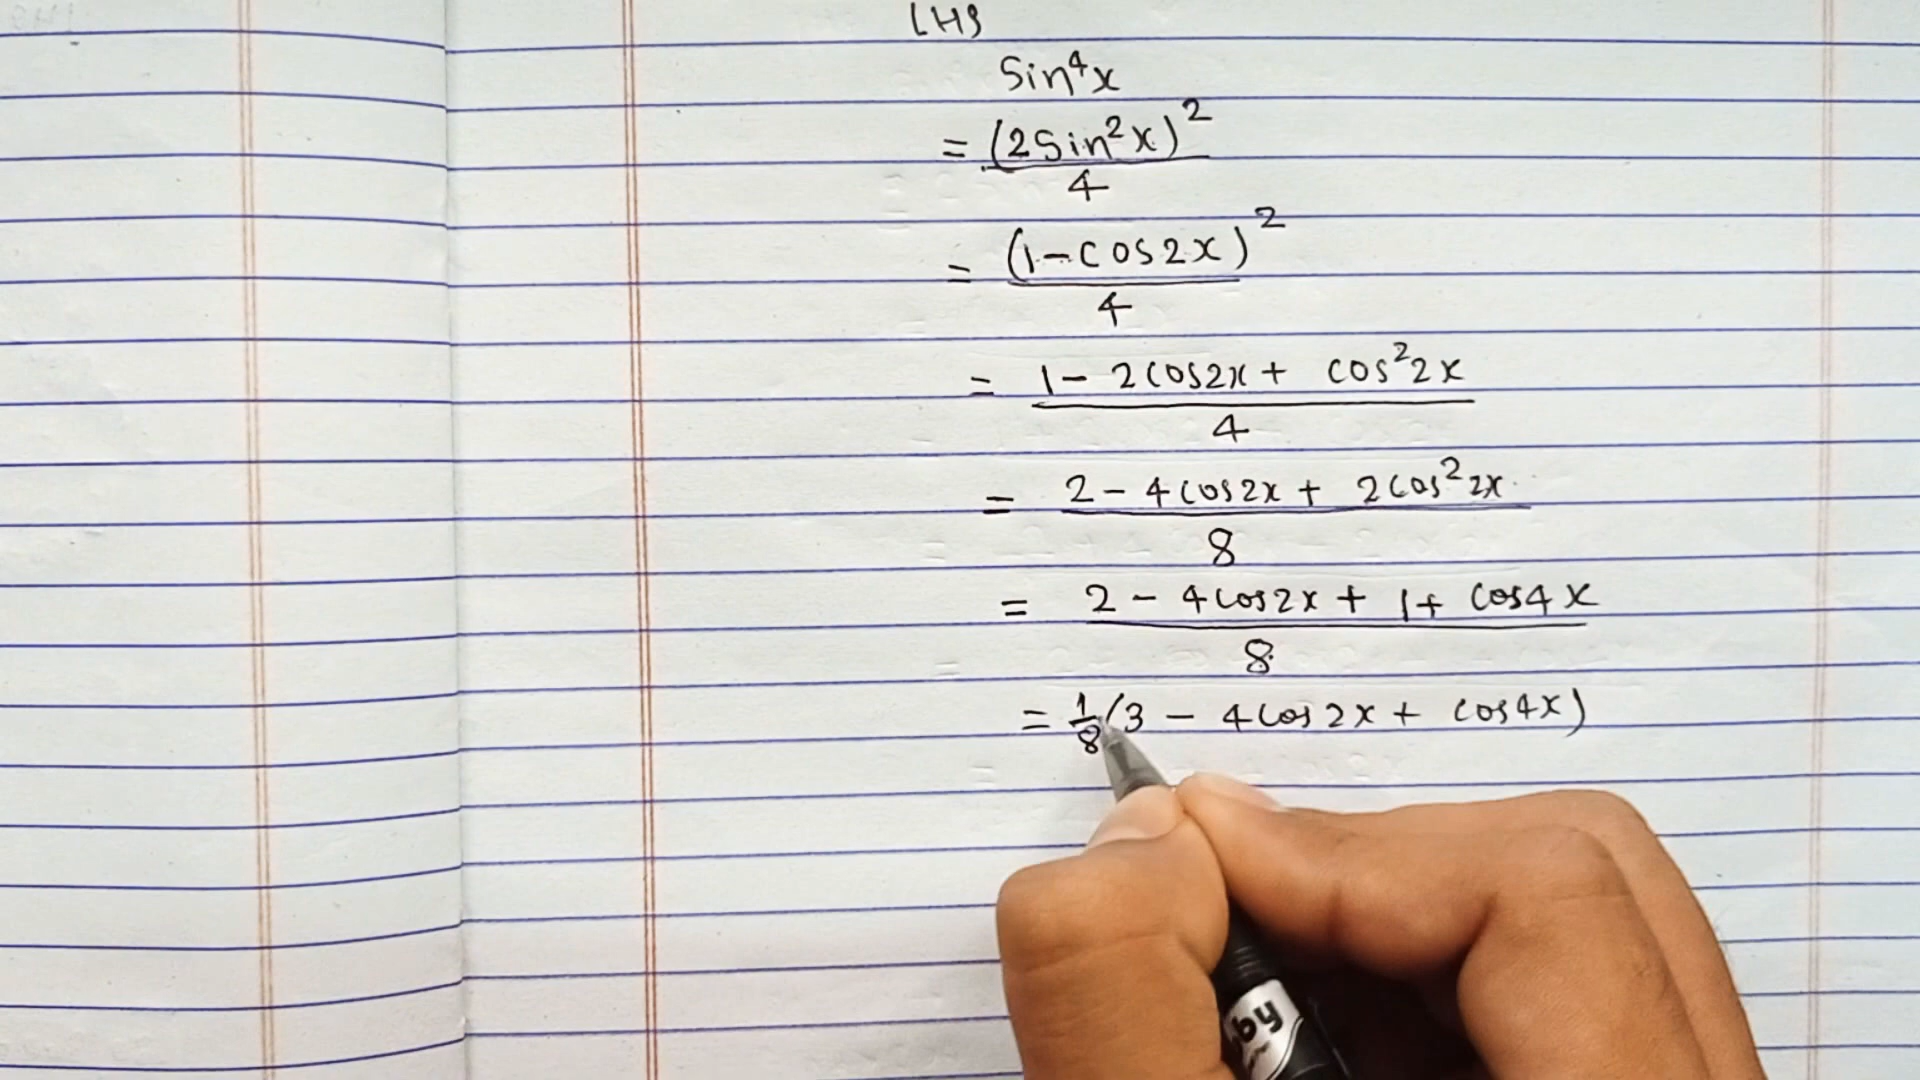 LHS
Sin⁴x
= (2Sin²x)²/4
= (1-cos2x)²/4
= 1- 2cos2x + cos²2x/4
= 2 - 4cos2x + 2cos²2x/8
= 2 - 4cos2x + 1 + cos4x/8
= 1/8(3 - 4cos2x + cos4x)
by